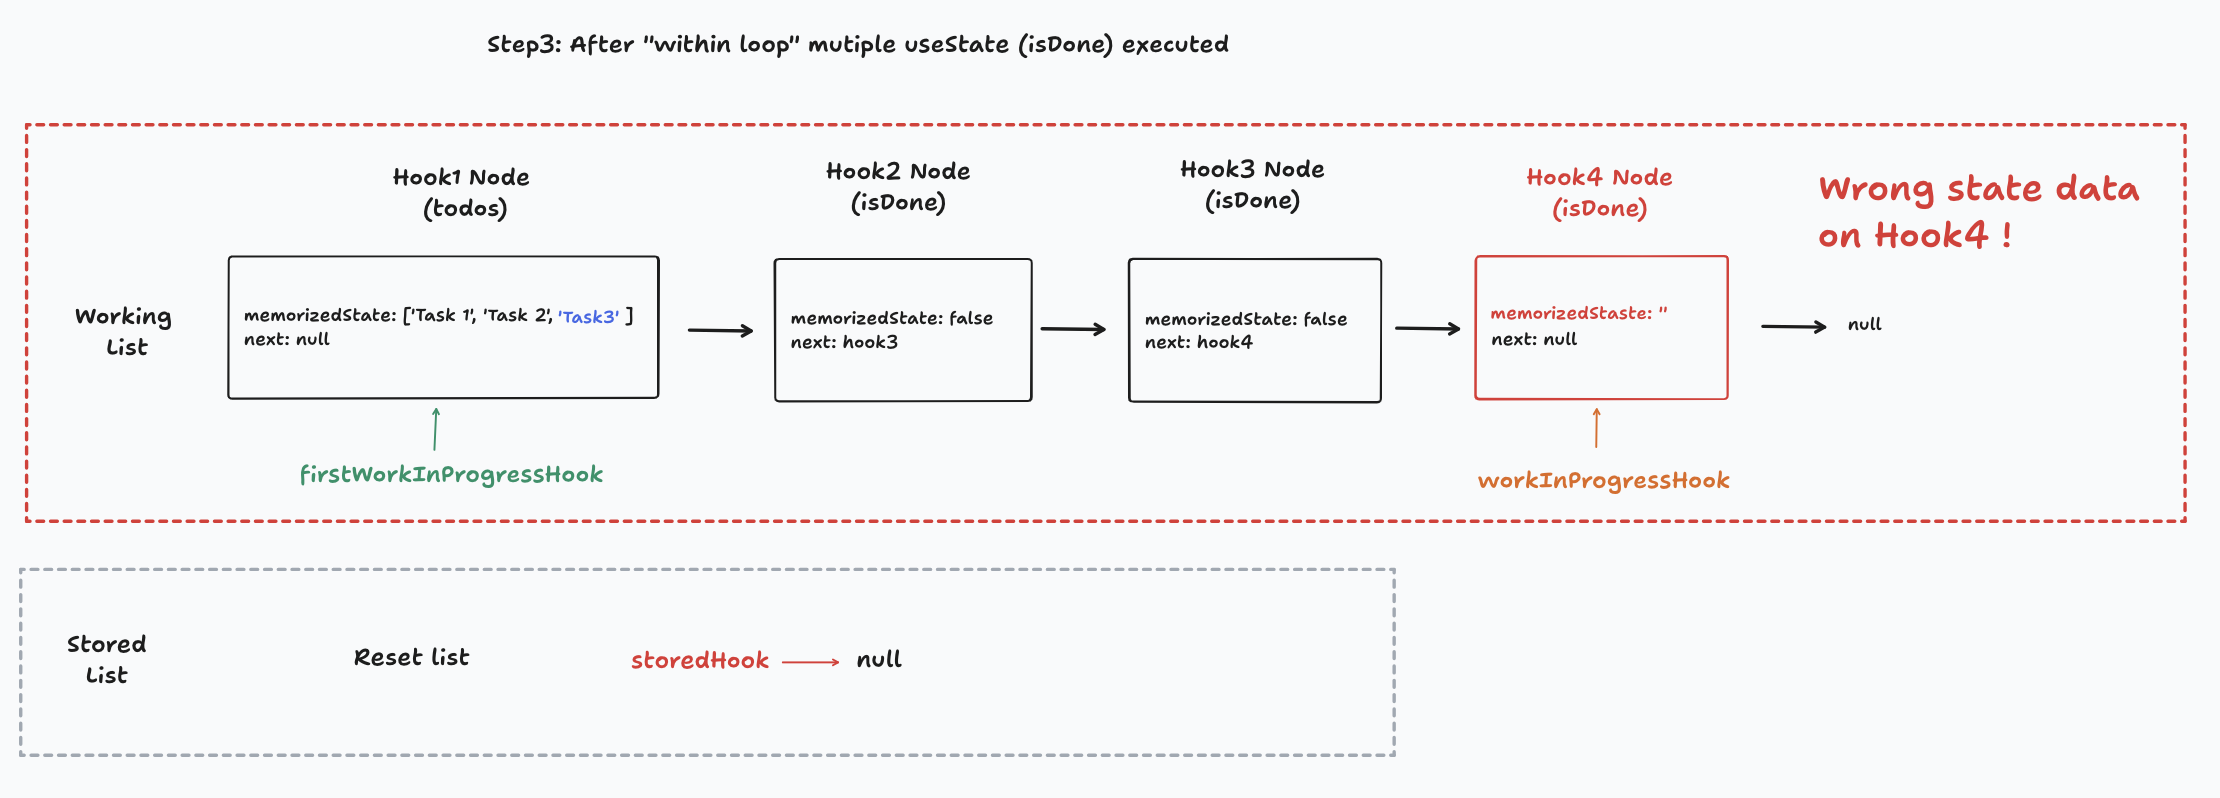 Step3: After "within loop" mutiple useState (isDone) executed
Hook1 Node
(todos)
Hook2 Node
(isDone)
Hook3 Node
(isDone)
Hook4 Node
(isDone)
Wrong state data
on Hook4 !
Working
List
memorizedState: ['Task 1', 'Task 2', 'Task3' ]
next: null
memorizedState: false
next: hook3
memorizedState: false
next: hook4
memorizedStaste: ''
next: null
null
firstWorkInProgressHook
workInProgressHook
Stored
List
Reset list
storedHook
null